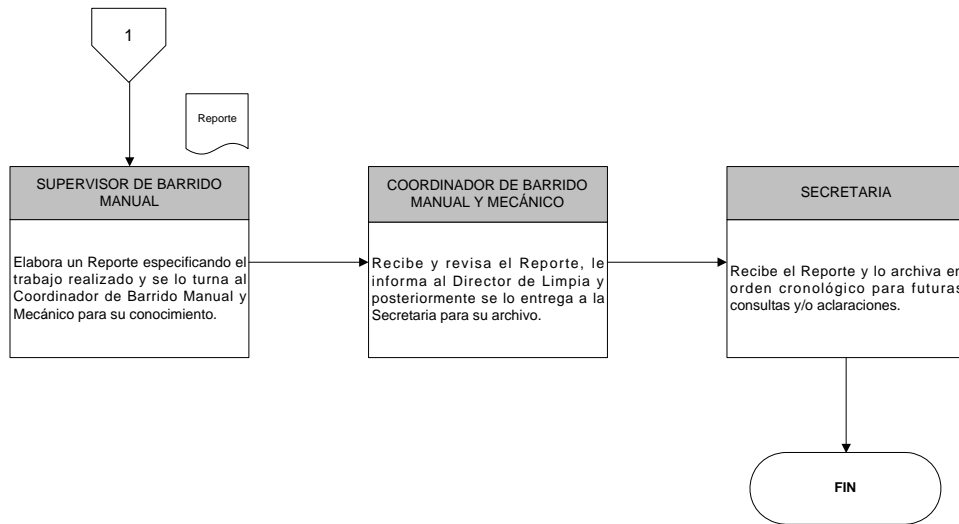 1
Reporte
SUPERVISOR DE BARRIDO
MANUAL
Elabora un Reporte especificando el
trabajo realizado y se lo turna al
Coordinador de Barrido Manual y
Mecánico para su conocimiento.
COORDINADOR DE BARRIDO
MANUAL Y MECÁNICO
Recibe y revisa el Reporte, le
informa al Director de Limpia y
posteriormente se lo entrega a la
Secretaria para su archivo.
SECRETARIA
Recibe el Reporte y lo archiva en
orden cronológico para futuras
consultas y/o aclaraciones.
FIN